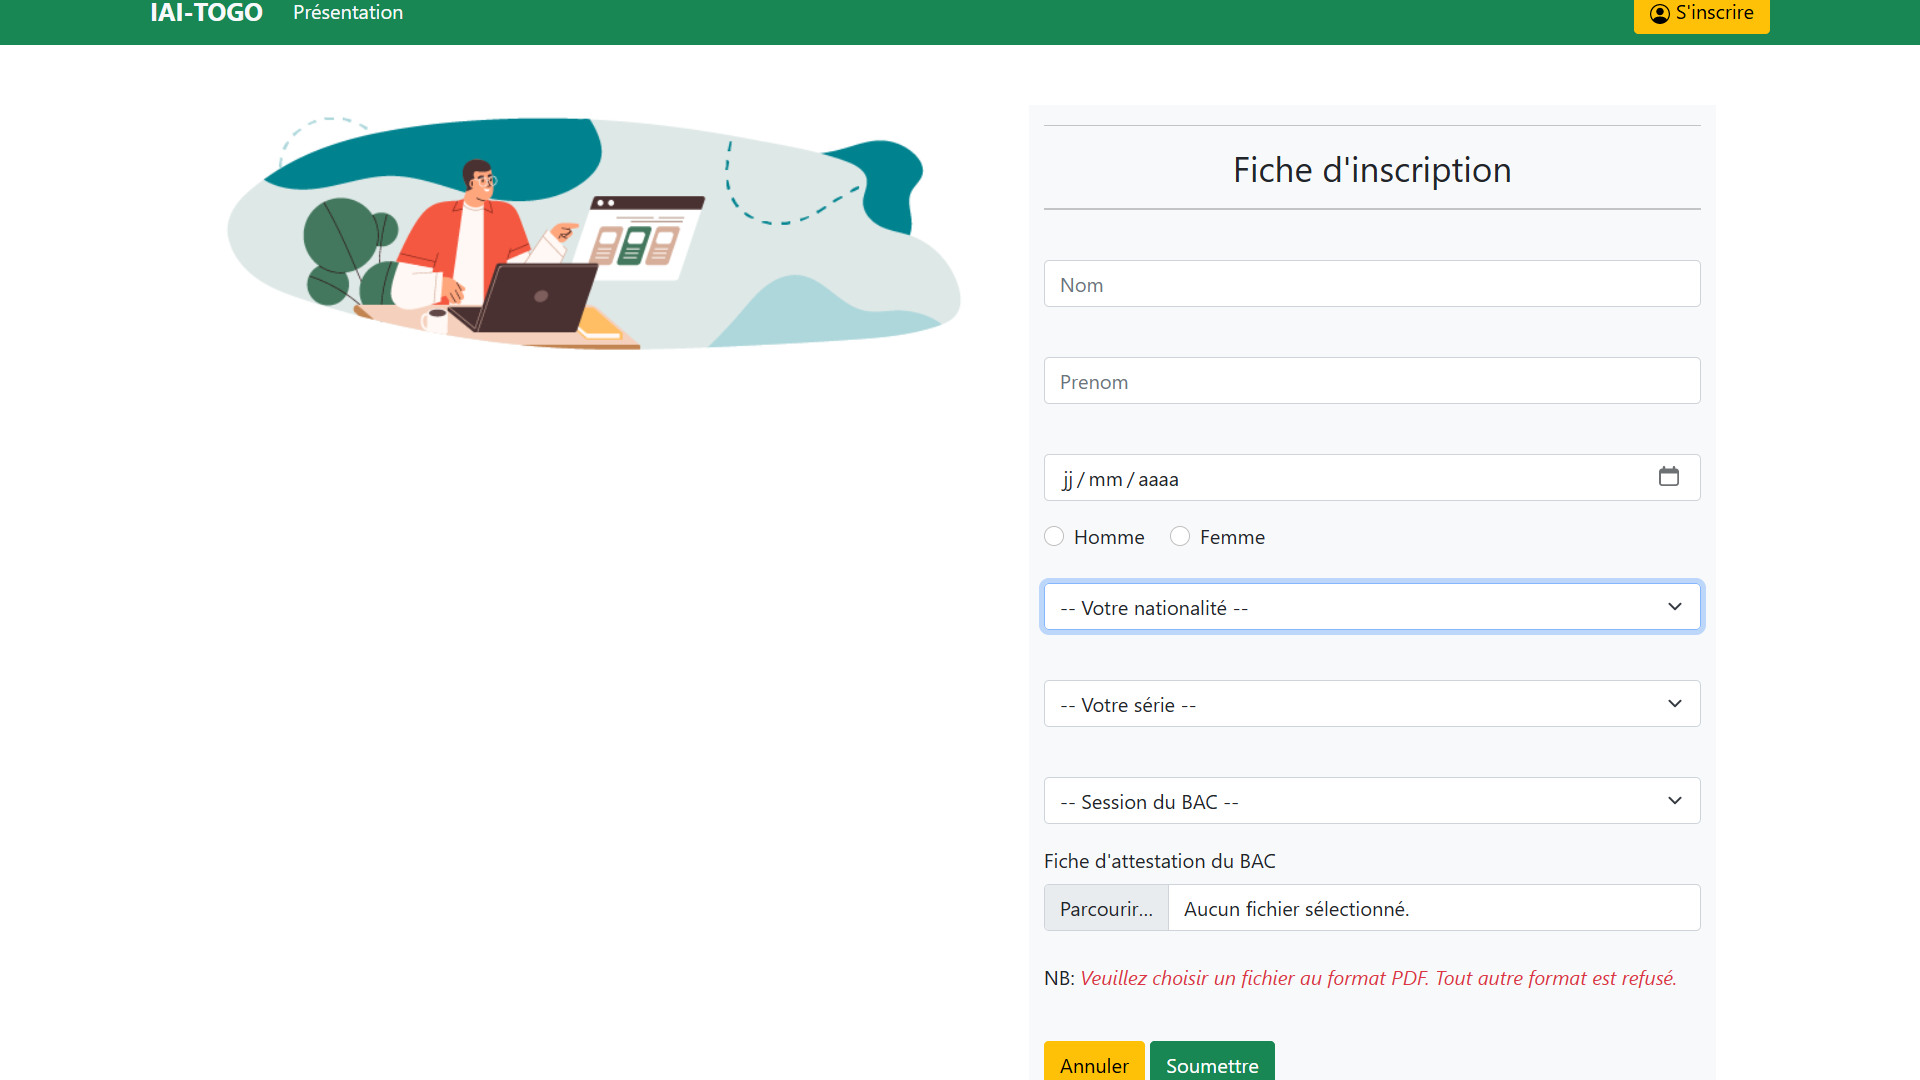 IAI-TOGO Présentation S'inscrire
Fiche d'inscription
Nom
Prenom
jj / mm / aaaa
Homme Femme
-- Votre nationalité --
-- Votre série --
-- Session du BAC --
Fiche d'attestation du BAC
Parcourir... Aucun fichier sélectionné.
NB: Veuillez choisir un fichier au format PDF. Tout autre format est refusé.
Annuler Soumettre